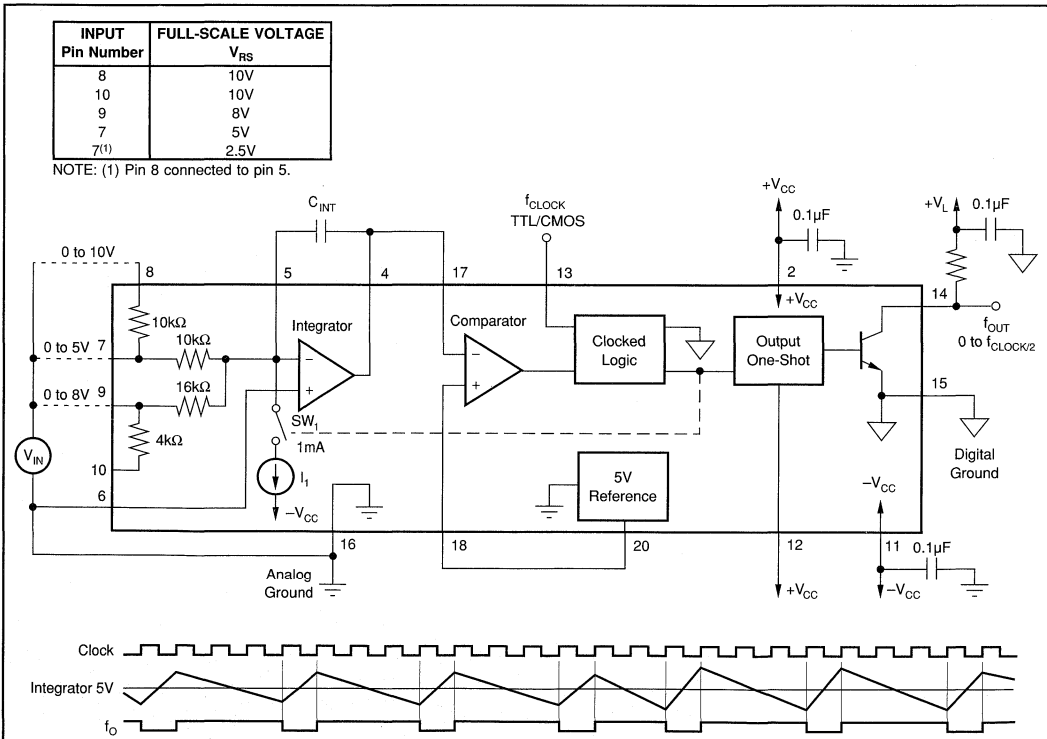 INPUT Pin Number | FULL-SCALE VOLTAGE V_RS
8 | 10V
10 | 10V
9 | 8V
7 | 5V
7(1) | 2.5V
NOTE: (1) Pin 8 connected to pin 5.
C_INT
f_CLOCK
TTL/CMOS
+V_CC
0.1µF
+V_L
0.1µF
0 to 10V
8
5
4
17
13
2
14
+V_CC
10kΩ
Integrator
Comparator
Clocked Logic
Output One-Shot
f_OUT
0 to f_CLOCK/2
0 to 5V
7
10kΩ
−
+
−
+
0 to 8V
9
16kΩ
15
SW₁
4kΩ
1mA
V_IN
10
I₁
5V Reference
Digital Ground
6
−V_CC
−V_CC
16
18
20
12
11
0.1µF
Analog Ground
+V_CC
−V_CC
Clock
Integrator 5V
f_O